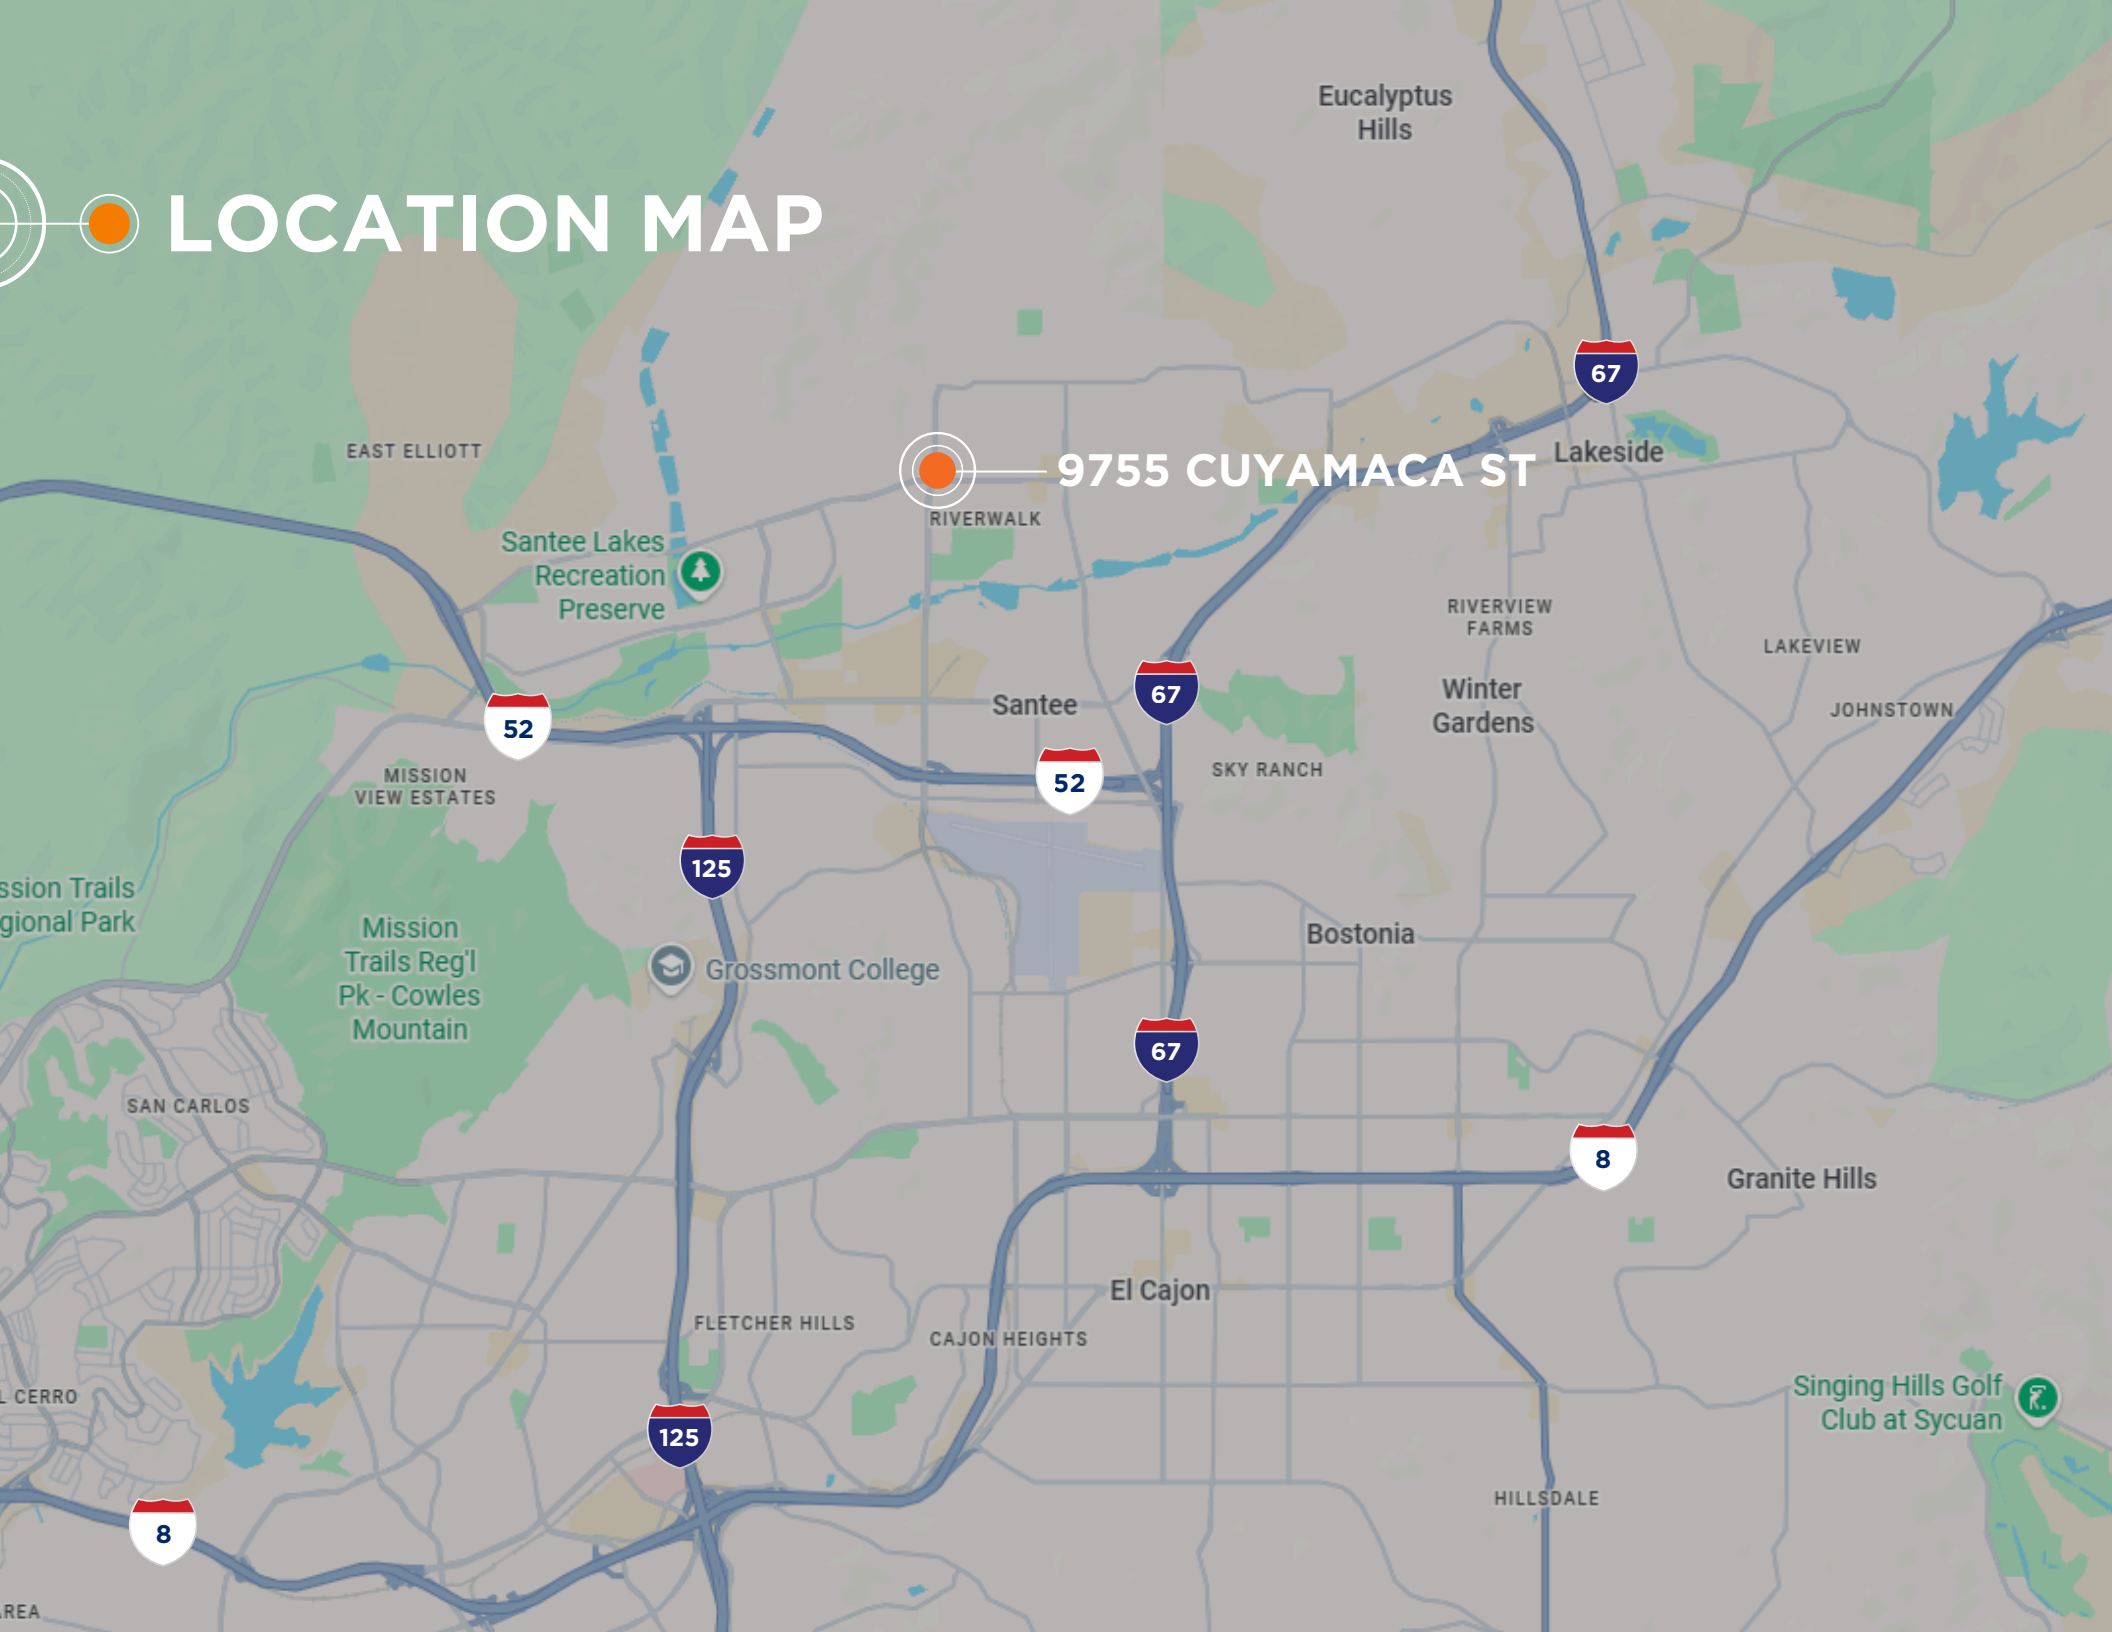 Eucalyptus
Hills
LOCATION MAP
67
EAST ELLIOTT
9755 CUYAMACA ST
Lakeside
RIVERWALK
Santee Lakes
Recreation
Preserve
RIVERVIEW
FARMS
LAKEVIEW
67
Santee
Winter
Gardens
JOHNSTOWN
52
MISSION
VIEW ESTATES
52
SKY RANCH
125
ssion Trails
gional Park
Mission
Trails Reg'l
Pk - Cowles
Mountain
Grossmont College
Bostonia
67
SAN CARLOS
8
Granite Hills
El Cajon
FLETCHER HILLS
CAJON HEIGHTS
L CERRO
Singing Hills Golf
Club at Sycuan
125
HILLSDALE
8
AREA